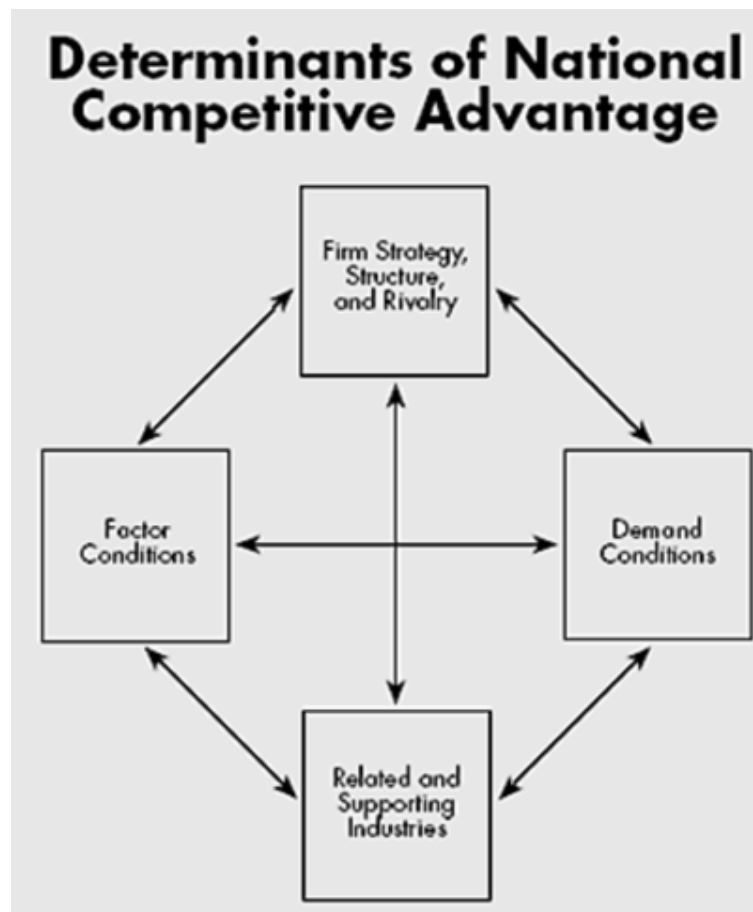 Determinants of National
Competitive Advantage
Firm Strategy,
Structure,
and Rivalry
Factor
Conditions
Demand
Conditions
Related and
Supporting
Industries